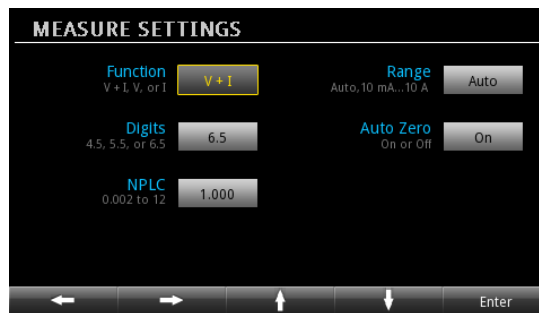 MEASURE SETTINGS
Function
V + I, V, or I
V + I
Range
Auto,10 mA...10 A
Auto
Digits
4.5, 5.5, or 6.5
6.5
Auto Zero
On or Off
On
NPLC
0.002 to 12
1.000
Enter